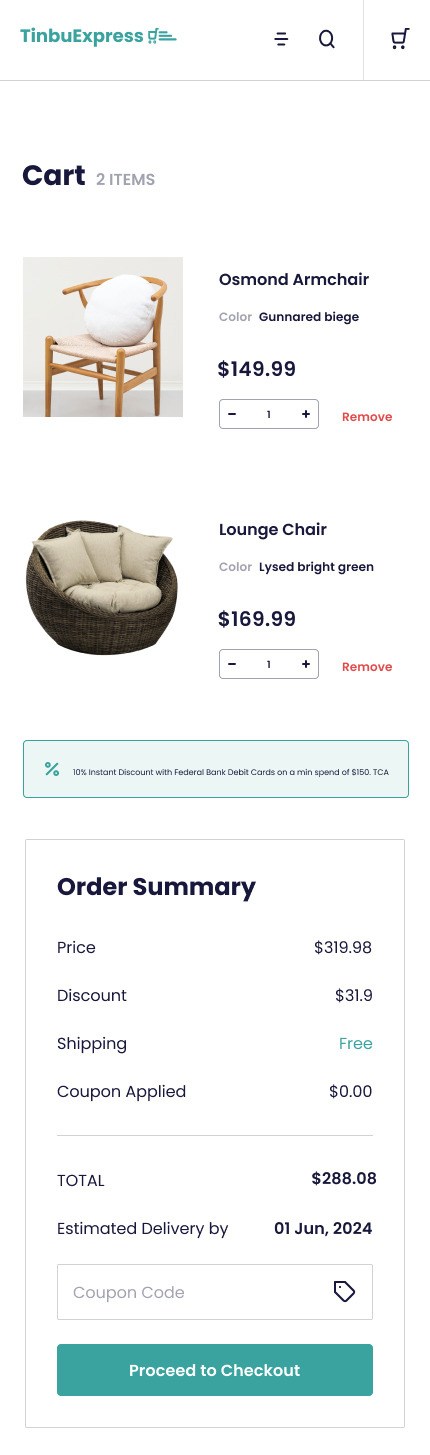 TinbuExpress
Cart 2 ITEMS
Osmond Armchair
Color Gunnared biege
$149.99
- 1 +
Remove
Lounge Chair
Color Lysed bright green
$169.99
- 1 +
Remove
% 10% Instant Discount with Federal Bank Debit Cards on a min spend of $150. TCA
Order Summary
Price $319.98
Discount $31.9
Shipping Free
Coupon Applied $0.00
TOTAL $288.08
Estimated Delivery by 01 Jun, 2024
Coupon Code
Proceed to Checkout